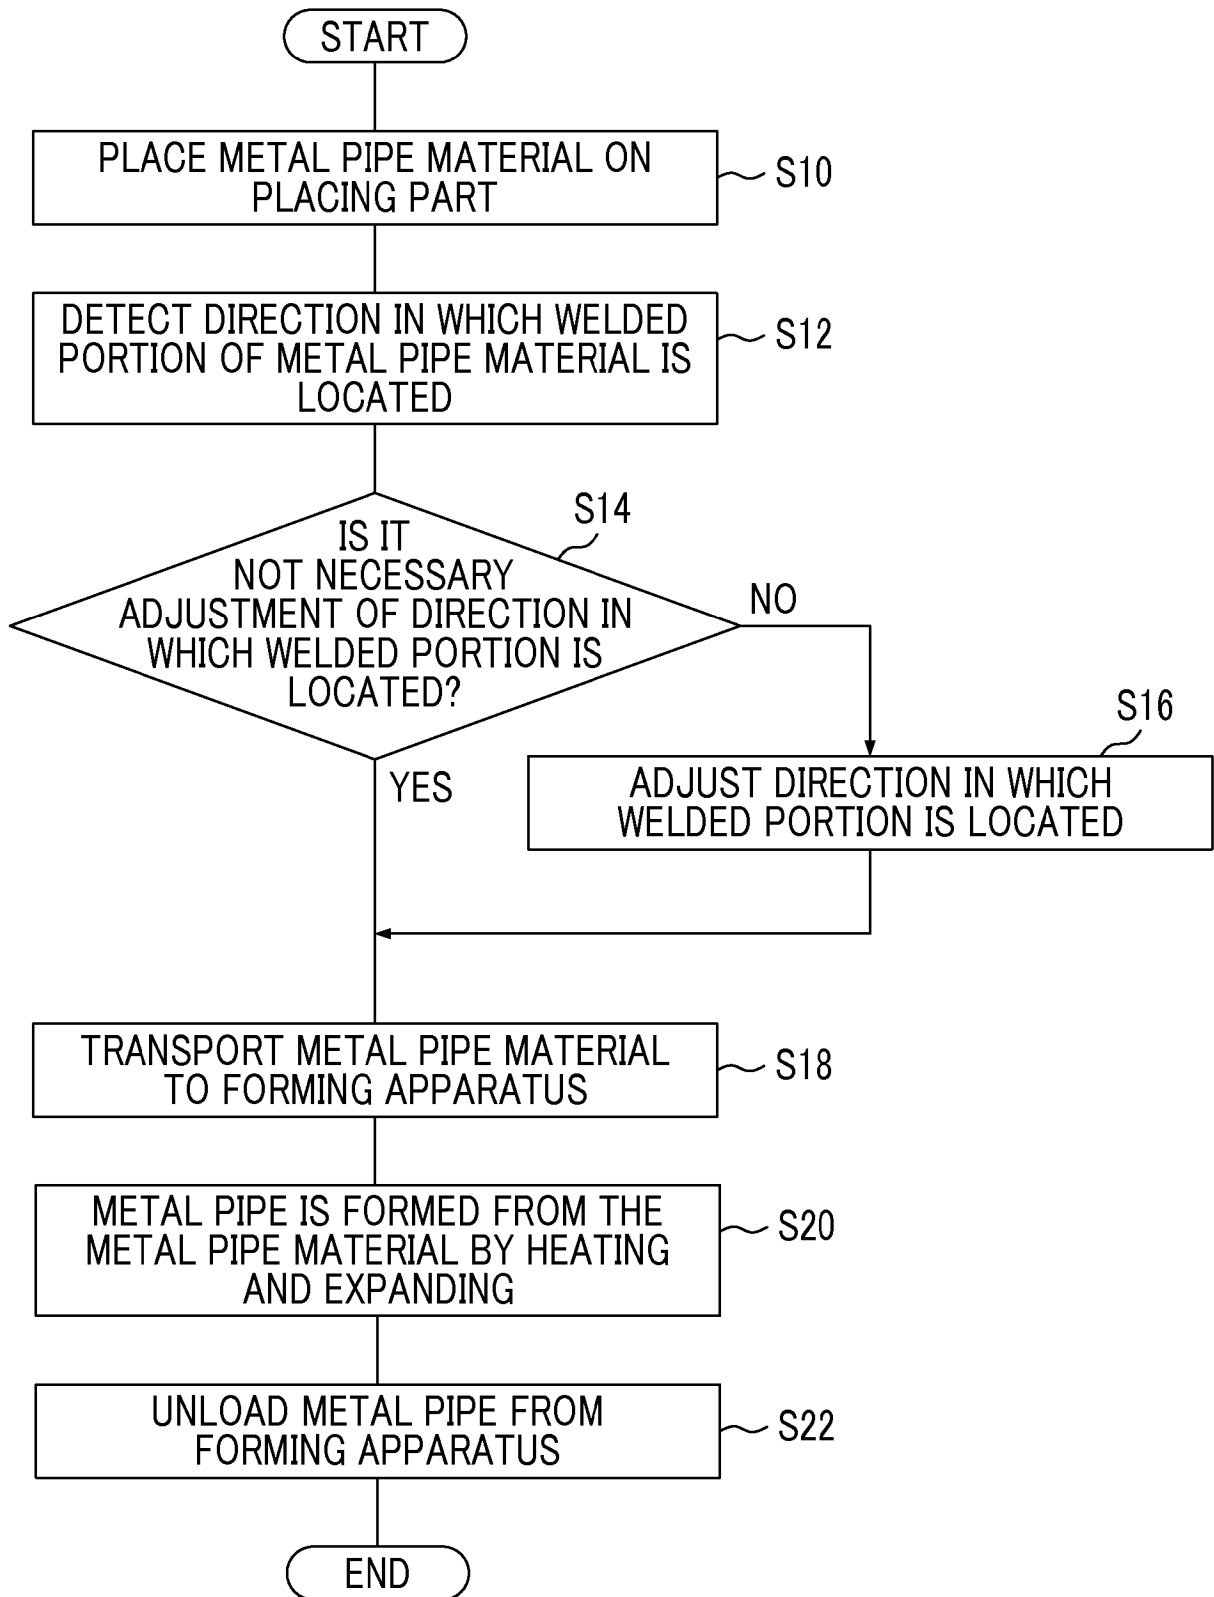 START
PLACE METAL PIPE MATERIAL ON
PLACING PART
S10
DETECT DIRECTION IN WHICH WELDED
PORTION OF METAL PIPE MATERIAL IS
LOCATED
S12
S14
IS IT
NOT NECESSARY
ADJUSTMENT OF DIRECTION IN
WHICH WELDED PORTION IS
LOCATED?
NO
YES
S16
ADJUST DIRECTION IN WHICH
WELDED PORTION IS LOCATED
TRANSPORT METAL PIPE MATERIAL
TO FORMING APPARATUS
S18
METAL PIPE IS FORMED FROM THE
METAL PIPE MATERIAL BY HEATING
AND EXPANDING
S20
UNLOAD METAL PIPE FROM
FORMING APPARATUS
S22
END